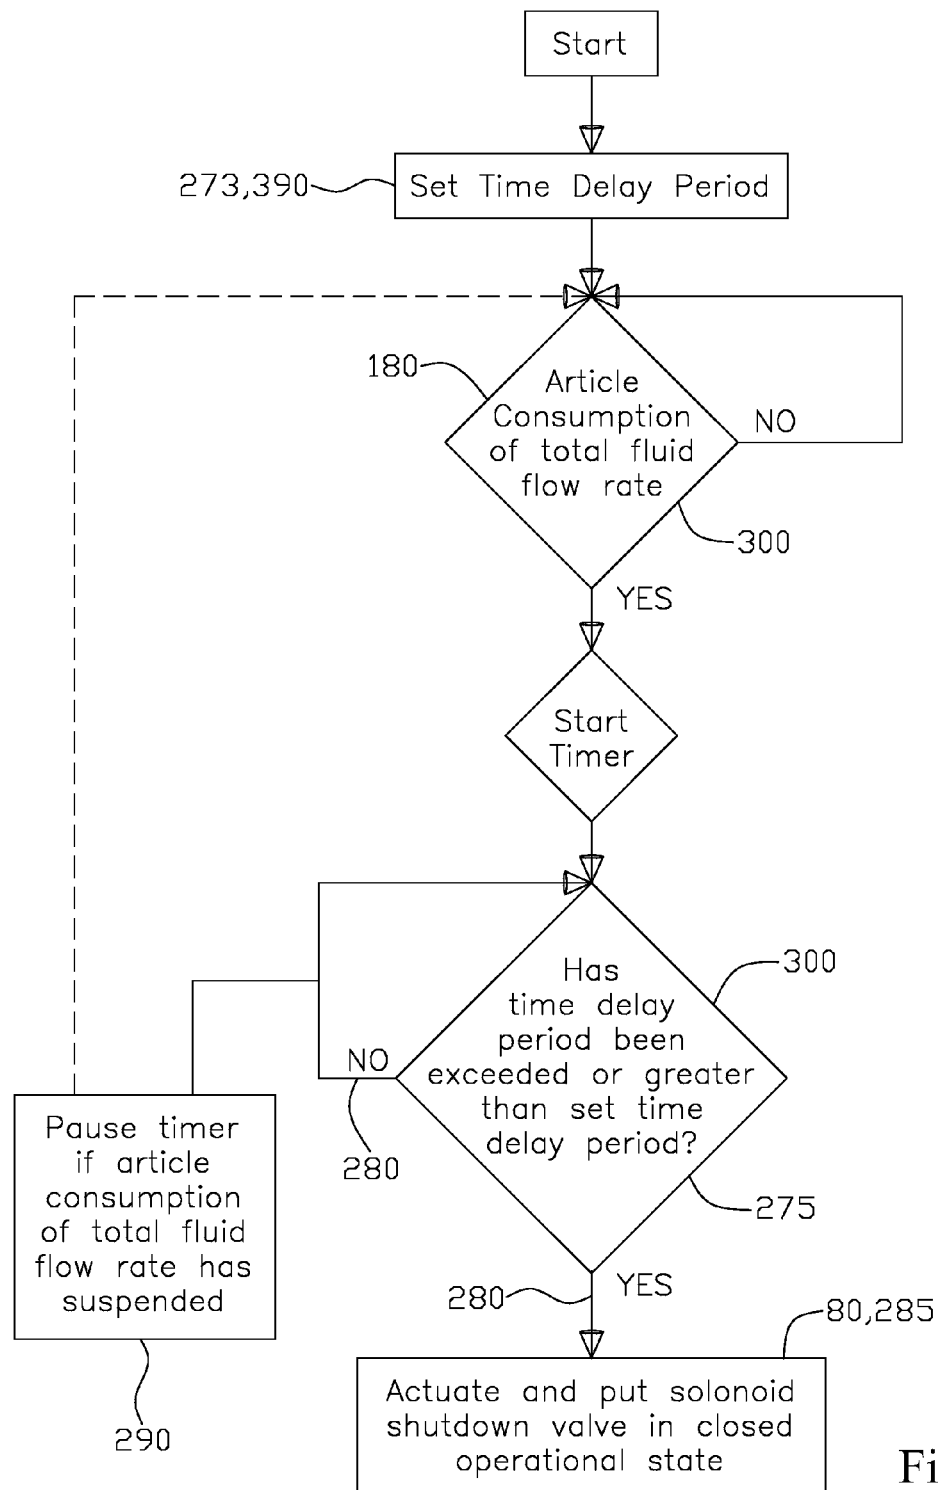 Start
273,390
Set Time Delay Period
180
Article
Consumption
of total fluid
flow rate
NO
300
YES
Start
Timer
Has
time delay
period been
exceeded or greater
than set time
delay period?
300
NO
280
275
Pause timer
if article
consumption
of total fluid
flow rate has
suspended
290
280
YES
80,285
Actuate and put solonoid
shutdown valve in closed
operational state
Fi